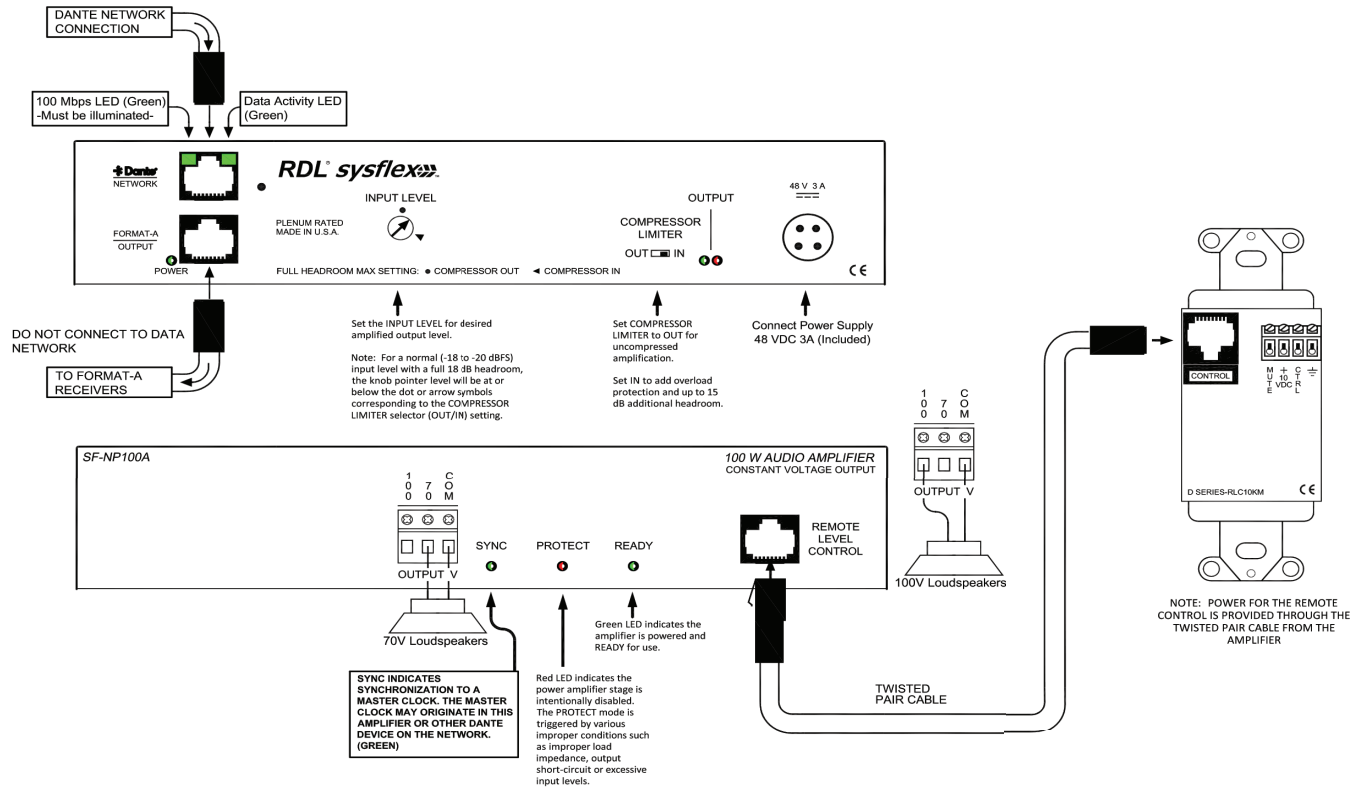 DANTE NETWORK
CONNECTION
100 Mbps LED (Green)
-Must be illuminated-
Data Activity LED
(Green)
Dante®
NETWORK
RDL® sysflex™
INPUT LEVEL
OUTPUT
48 V 3 A
PLENUM RATED
MADE IN U.S.A.
COMPRESSOR
LIMITER
OUT IN
FORMAT-A
OUTPUT
POWER
FULL HEADROOM MAX SETTING: ● COMPRESSOR OUT ◄ COMPRESSOR IN
CE
DO NOT CONNECT TO DATA
NETWORK
TO FORMAT-A
RECEIVERS
Set the INPUT LEVEL for desired
amplified output level.
Note: For a normal (-18 to -20 dBFS)
input level with a full 18 dB headroom,
the knob pointer level will be at or
below the dot or arrow symbols
corresponding to the COMPRESSOR
LIMITER selector (OUT/IN) setting.
Set COMPRESSOR
LIMITER to OUT for
uncompressed
amplification.
Set IN to add overload
protection and up to 15
dB additional headroom.
Connect Power Supply
48 VDC 3A (Included)
SF-NP100A
100 W AUDIO AMPLIFIER
CONSTANT VOLTAGE OUTPUT
100 70 COM
OUTPUT V
70V Loudspeakers
SYNC
PROTECT
READY
REMOTE
LEVEL
CONTROL
100 70 COM
OUTPUT V
100V Loudspeakers
SYNC INDICATES
SYNCHRONIZATION TO A
MASTER CLOCK. THE MASTER
CLOCK MAY ORIGINATE IN THIS
AMPLIFIER OR OTHER DANTE
DEVICE ON THE NETWORK.
(GREEN)
Red LED indicates the
power amplifier stage is
intentionally disabled.
The PROTECT mode is
triggered by various
improper conditions such
as improper load
impedance, output
short-circuit or excessive
input levels.
Green LED indicates the
amplifier is powered and
READY for use.
TWISTED
PAIR CABLE
CONTROL
MUTE + 10 VDC CTRL
D SERIES-RLC10KM
CE
NOTE: POWER FOR THE REMOTE
CONTROL IS PROVIDED THROUGH THE
TWISTED PAIR CABLE FROM THE
AMPLIFIER